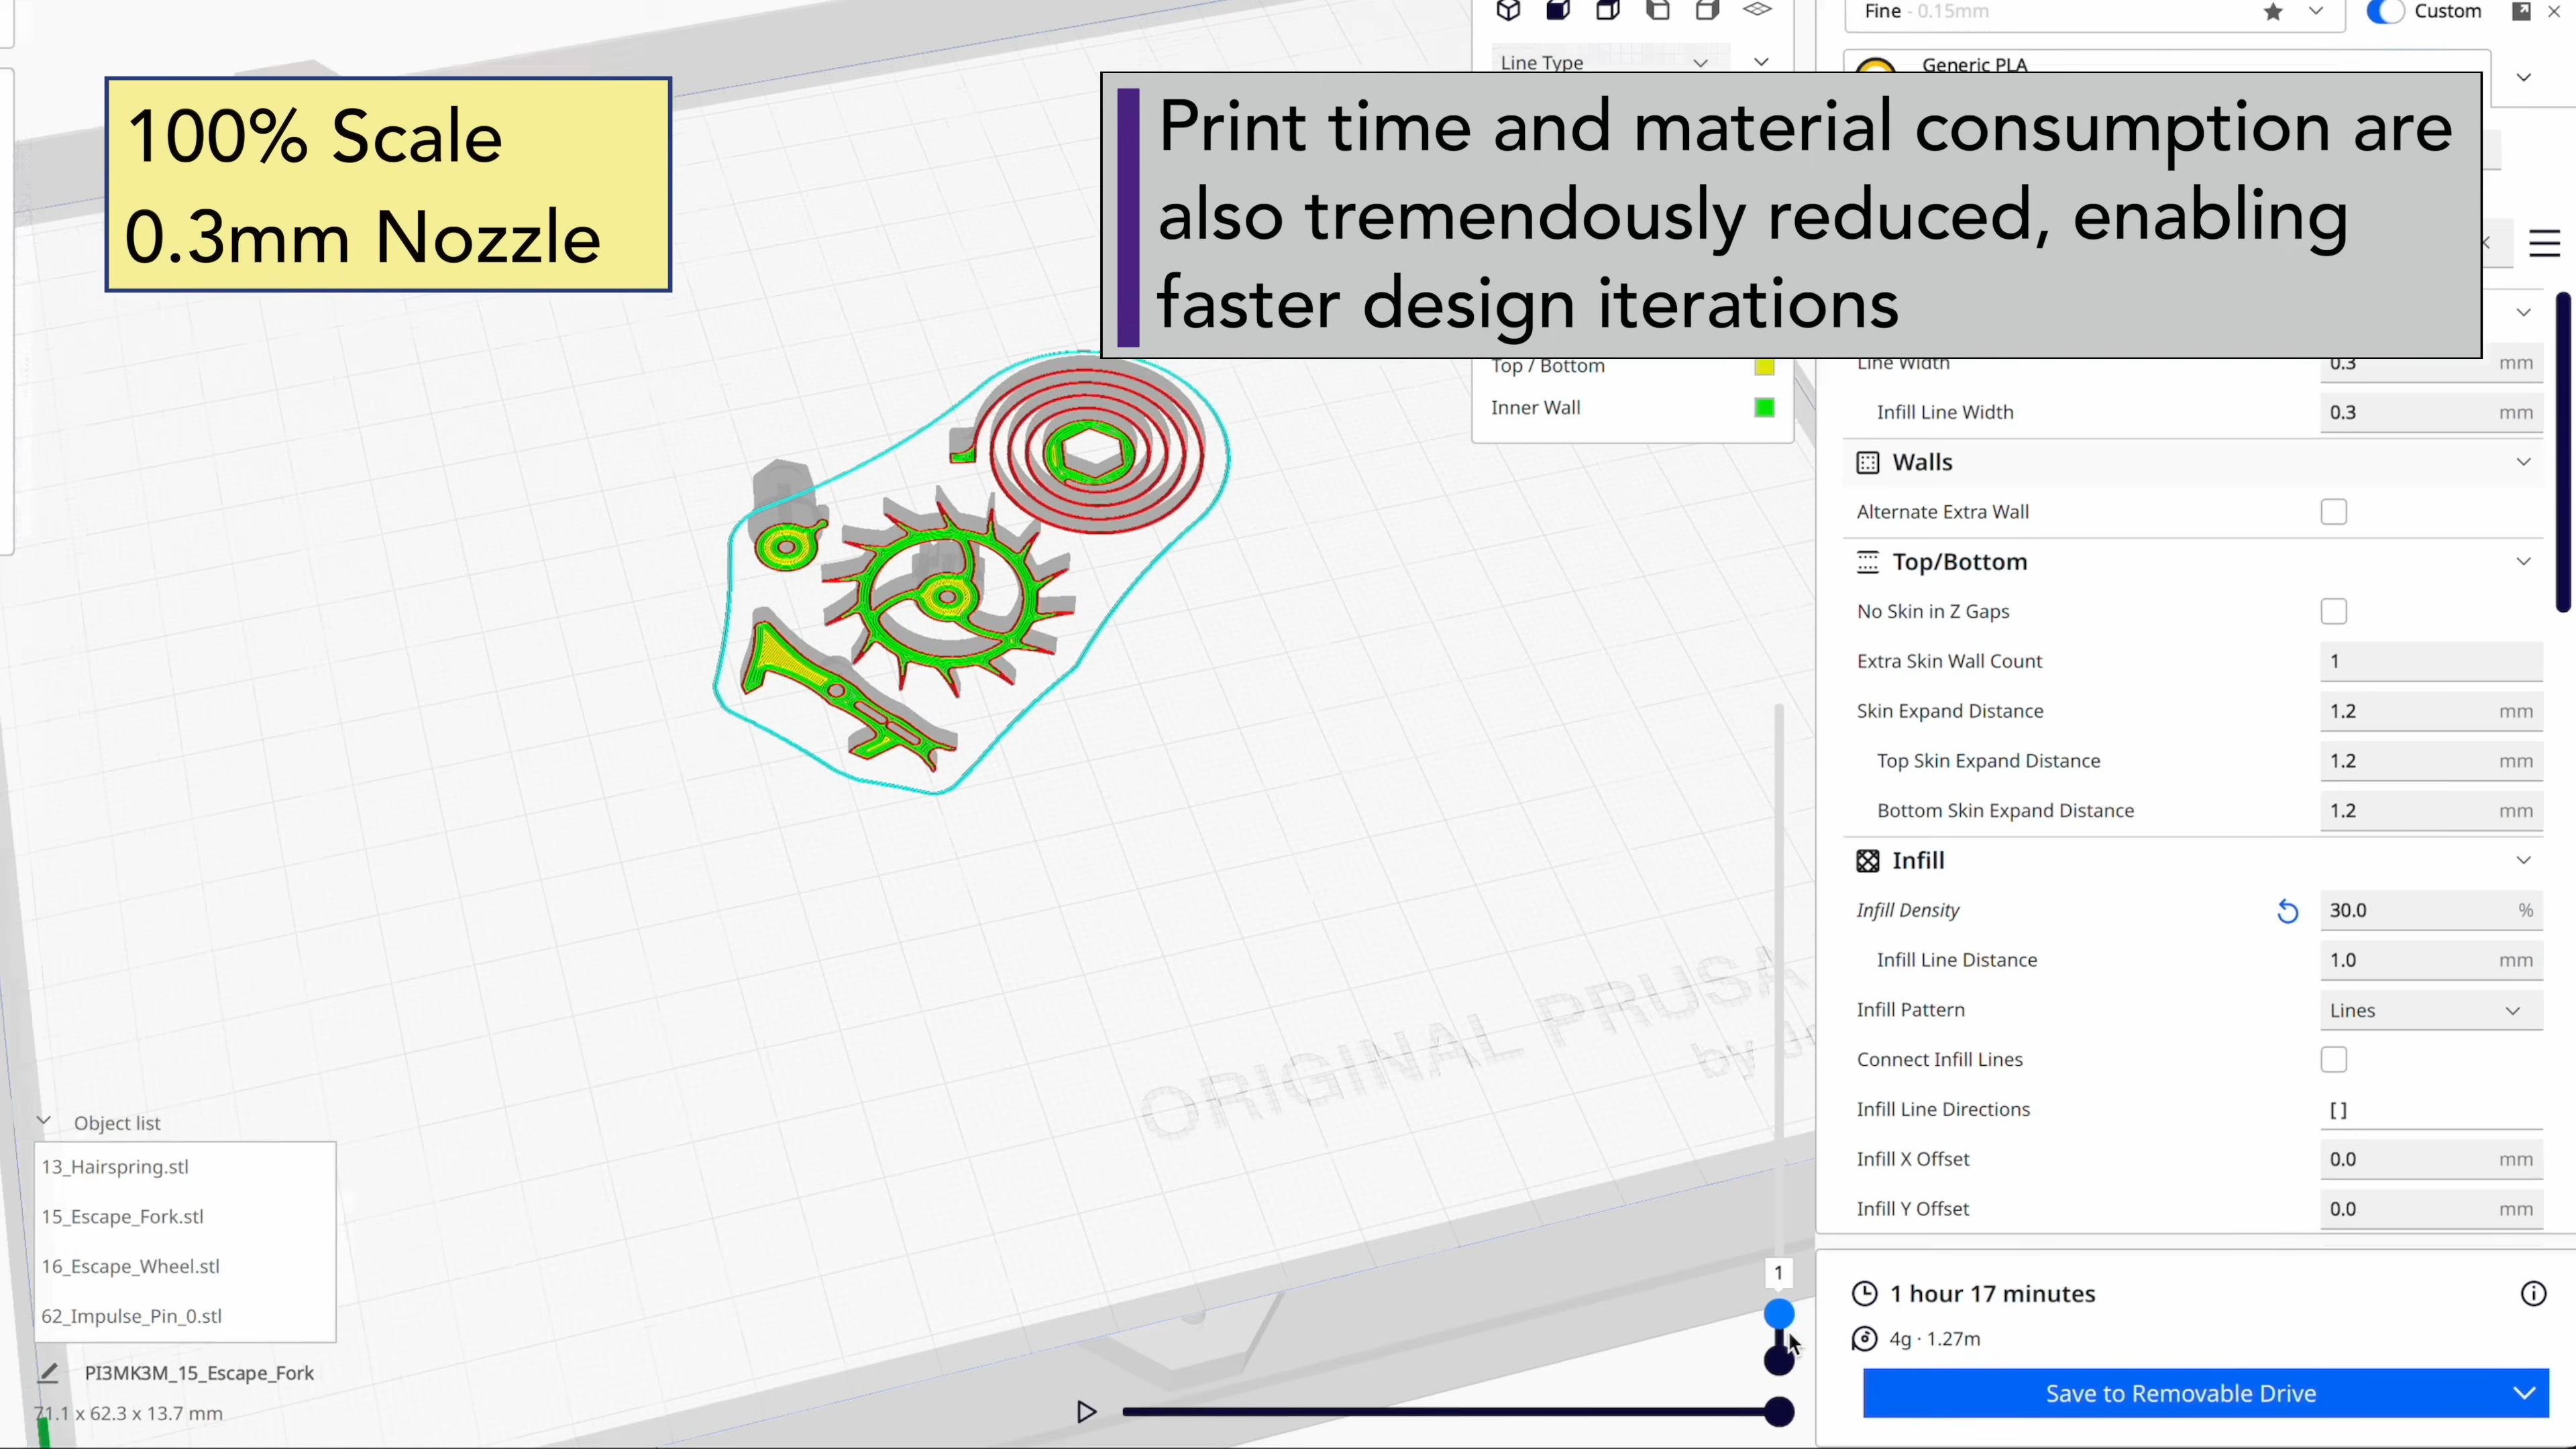 Fine - 0.15mm
Custom
Line Type
Generic PLA
100% Scale
0.3mm Nozzle
Print time and material consumption are
also tremendously reduced, enabling
faster design iterations
Top / Bottom
Inner Wall
Line Width 0.3 mm
Infill Line Width 0.3 mm
Walls
Alternate Extra Wall
Top/Bottom
No Skin in Z Gaps
Extra Skin Wall Count 1
Skin Expand Distance 1.2 mm
Top Skin Expand Distance 1.2 mm
Bottom Skin Expand Distance 1.2 mm
Infill
Infill Density 30.0 %
Infill Line Distance 1.0 mm
Infill Pattern Lines
Connect Infill Lines
Infill Line Directions []
Infill X Offset 0.0 mm
Infill Y Offset 0.0 mm
ORIGINAL PRUSA
by
Object list
13_Hairspring.stl
15_Escape_Fork.stl
16_Escape_Wheel.stl
62_Impulse_Pin_0.stl
PI3MK3M_15_Escape_Fork
71.1 x 62.3 x 13.7 mm
1
1 hour 17 minutes
4g · 1.27m
Save to Removable Drive